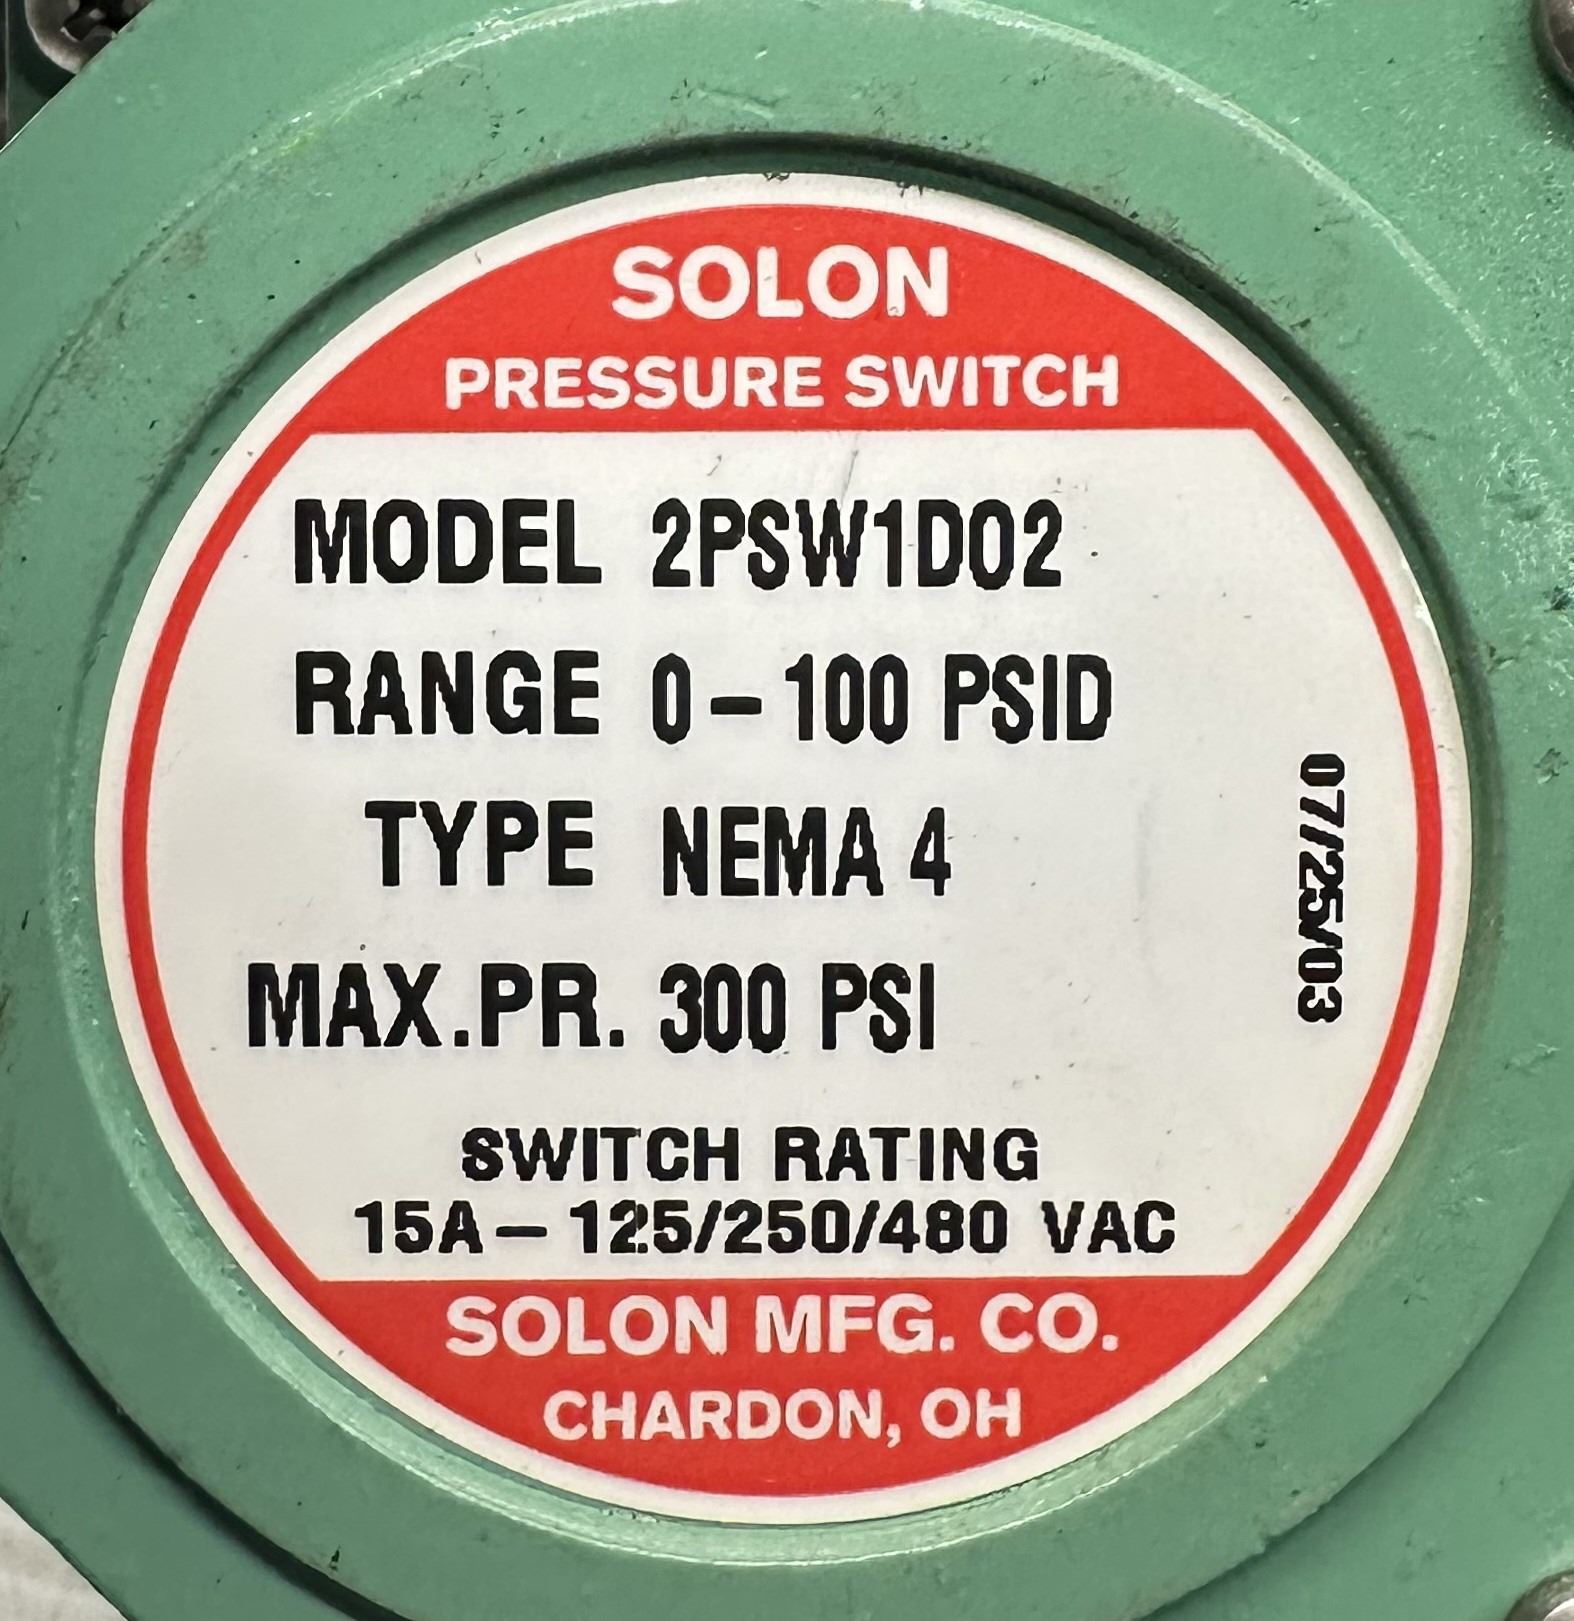 SOLON
PRESSURE SWITCH
MODEL 2PSW1D02
RANGE 0-100 PSID
TYPE NEMA 4
MAX.PR. 300 PSI
07/25/03
SWITCH RATING
15A-125/250/480 VAC
SOLON MFG. CO.
CHARDON, OH